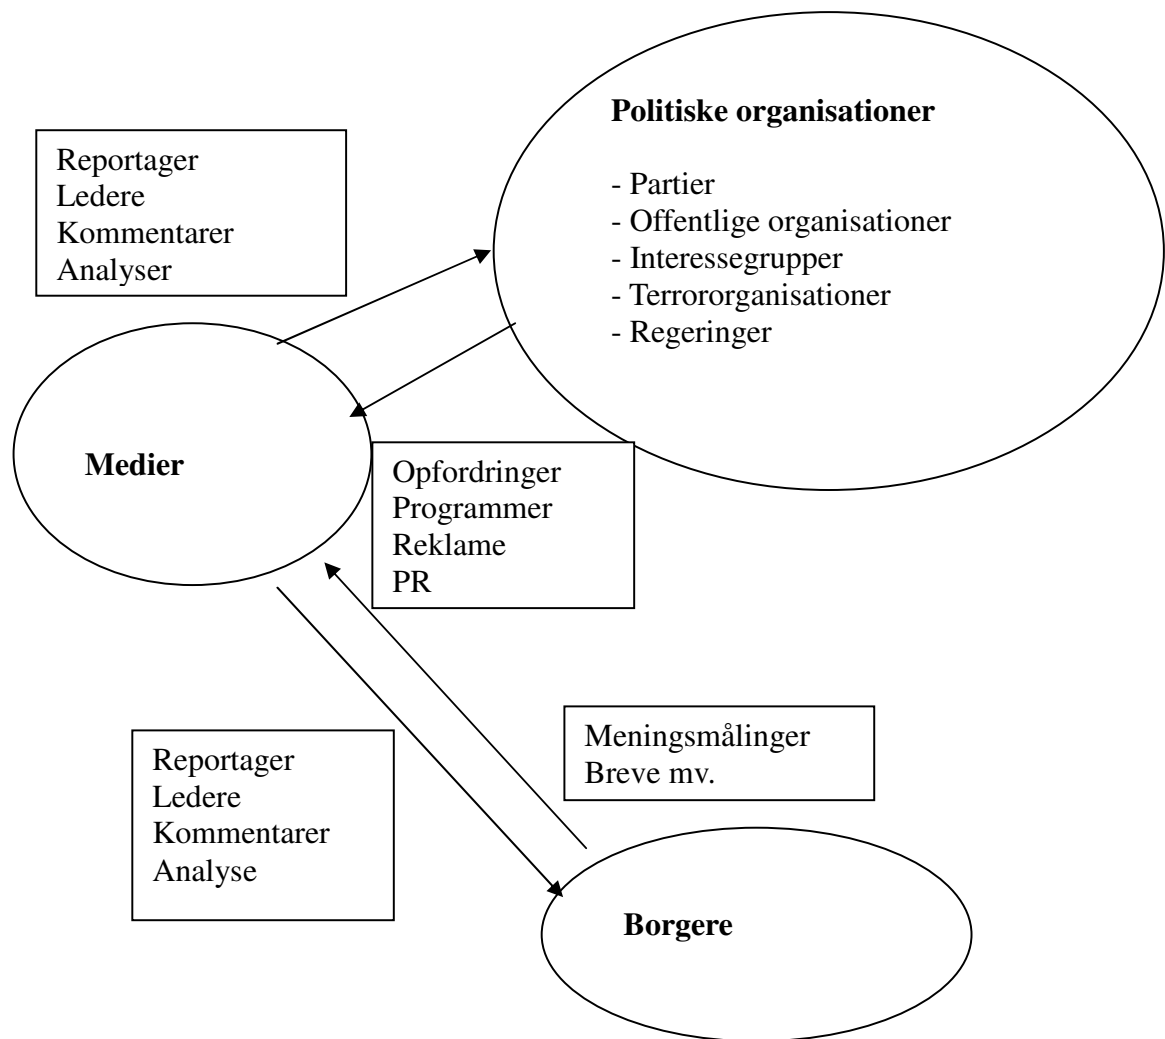 Politiske organisationer
- Partier
- Offentlige organisationer
- Interessegrupper
- Terrororganisationer
- Regeringer
Reportager
Ledere
Kommentarer
Analyser
Medier
Opfordringer
Programmer
Reklame
PR
Meningsmålinger
Breve mv.
Reportager
Ledere
Kommentarer
Analyse
Borgere